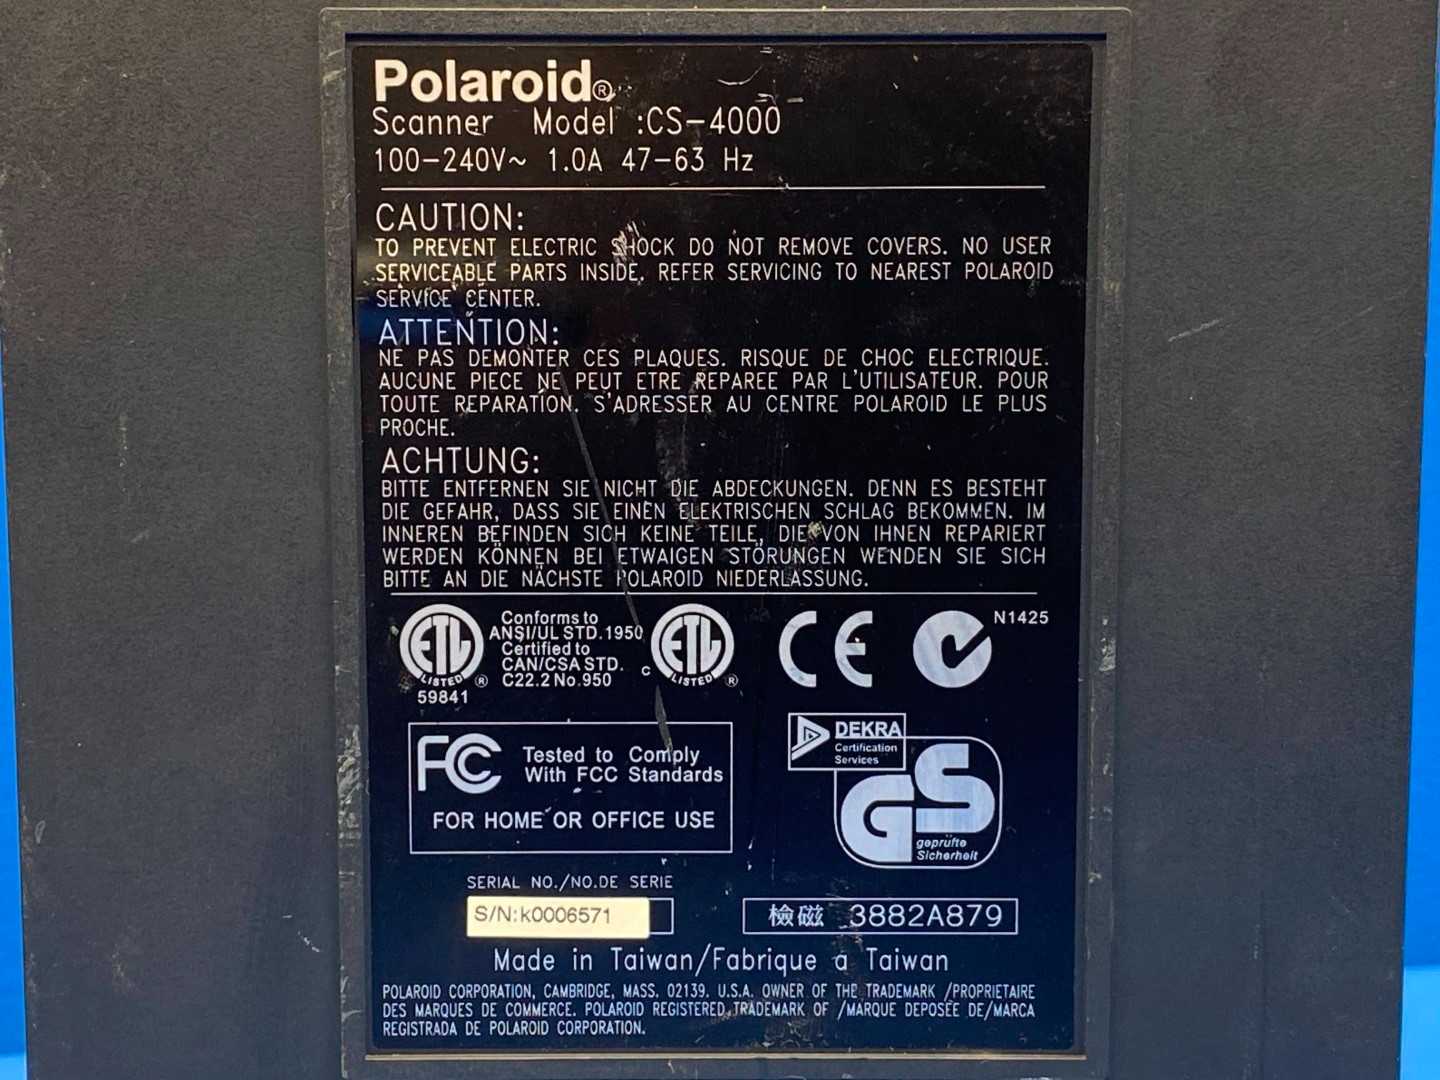 Polaroid®
Scanner Model :CS-4000
100-240V~ 1.0A 47-63 Hz
CAUTION:
TO PREVENT ELECTRIC SHOCK DO NOT REMOVE COVERS. NO USER
SERVICEABLE PARTS INSIDE. REFER SERVICING TO NEAREST POLAROID
SERVICE CENTER.
ATTENTION:
NE PAS DEMONTER CES PLAQUES. RISQUE DE CHOC ELECTRIQUE.
AUCUNE PIECE NE PEUT ETRE REPAREE PAR L'UTILISATEUR. POUR
TOUTE REPARATION. S'ADRESSER AU CENTRE POLAROID LE PLUS
PROCHE.
ACHTUNG:
BITTE ENTFERNEN SIE NICHT DIE ABDECKUNGEN. DENN ES BESTEHT
DIE GEFAHR, DASS SIE EINEN ELEKTRISCHEN SCHLAG BEKOMMEN. IM
INNEREN BEFINDEN SICH KEINE TEILE, DIE VON IHNEN REPARIERT
WERDEN KÖNNEN BEI ETWAIGEN STÖRUNGEN WENDEN SIE SICH
BITTE AN DIE NÄCHSTE POLAROID NIEDERLASSUNG.
ETL LISTED ®
59841
Conforms to
ANSI/UL STD.1950
Certified to
CAN/CSA STD.
C22.2 No.950
C ETL LISTED ®
CE
N1425
FC Tested to Comply
With FCC Standards
FOR HOME OR OFFICE USE
DEKRA
Certification
Services
GS
geprüfte
Sicherheit
SERIAL NO./NO.DE SERIE
S/N:k0006571
檢磁 3882A879
Made in Taiwan/Fabrique á Taiwan
POLAROID CORPORATION, CAMBRIDGE, MASS. 02139. U.S.A. OWNER OF THE TRADEMARK /PROPRIETAIRE
DES MARQUES DE COMMERCE. POLAROID REGISTERED TRADEMARK OF /MARQUE DEPOSÉE DE/MARCA
REGISTRADA DE POLAROID CORPORATION.